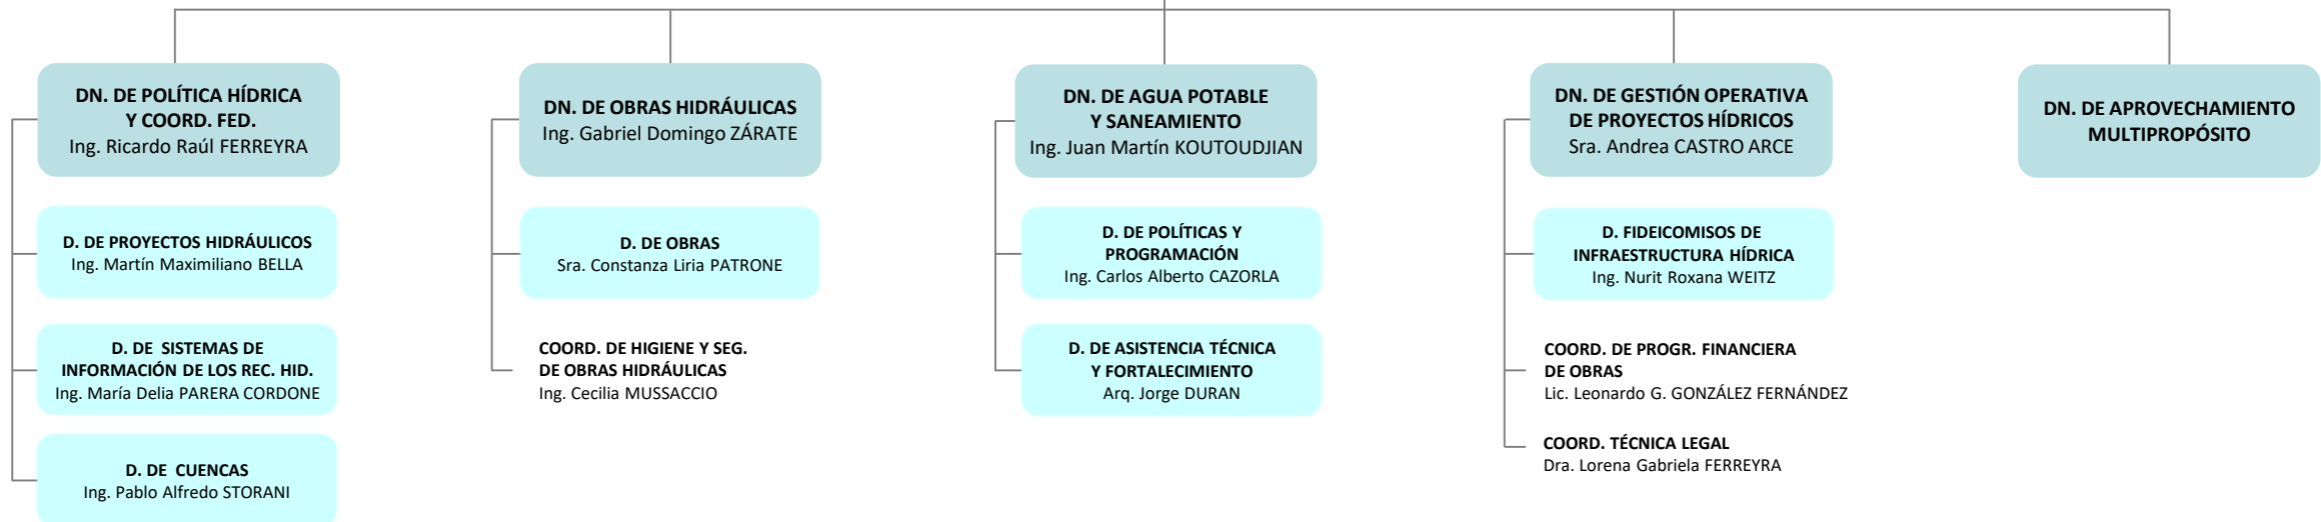 DN. DE POLÍTICA HÍDRICA
Y COORD. FED.
Ing. Ricardo Raúl FERREYRA
D. DE PROYECTOS HIDRÁULICOS
Ing. Martín Maximiliano BELLA
D. DE SISTEMAS DE
INFORMACIÓN DE LOS REC. HID.
Ing. María Delia PARERA CORDONE
D. DE CUENCAS
Ing. Pablo Alfredo STORANI
DN. DE OBRAS HIDRÁULICAS
Ing. Gabriel Domingo ZÁRATE
D. DE OBRAS
Sra. Constanza Liria PATRONE
COORD. DE HIGIENE Y SEG.
DE OBRAS HIDRÁULICAS
Ing. Cecilia MUSSACCIO
DN. DE AGUA POTABLE
Y SANEAMIENTO
Ing. Juan Martín KOUTOUDJIAN
D. DE POLÍTICAS Y
PROGRAMACIÓN
Ing. Carlos Alberto CAZORLA
D. DE ASISTENCIA TÉCNICA
Y FORTALECIMIENTO
Arq. Jorge DURAN
DN. DE GESTIÓN OPERATIVA
DE PROYECTOS HÍDRICOS
Sra. Andrea CASTRO ARCE
D. FIDEICOMISOS DE
INFRAESTRUCTURA HÍDRICA
Ing. Nurit Roxana WEITZ
COORD. DE PROGR. FINANCIERA
DE OBRAS
Lic. Leonardo G. GONZÁLEZ FERNÁNDEZ
COORD. TÉCNICA LEGAL
Dra. Lorena Gabriela FERREYRA
DN. DE APROVECHAMIENTO
MULTIPROPÓSITO